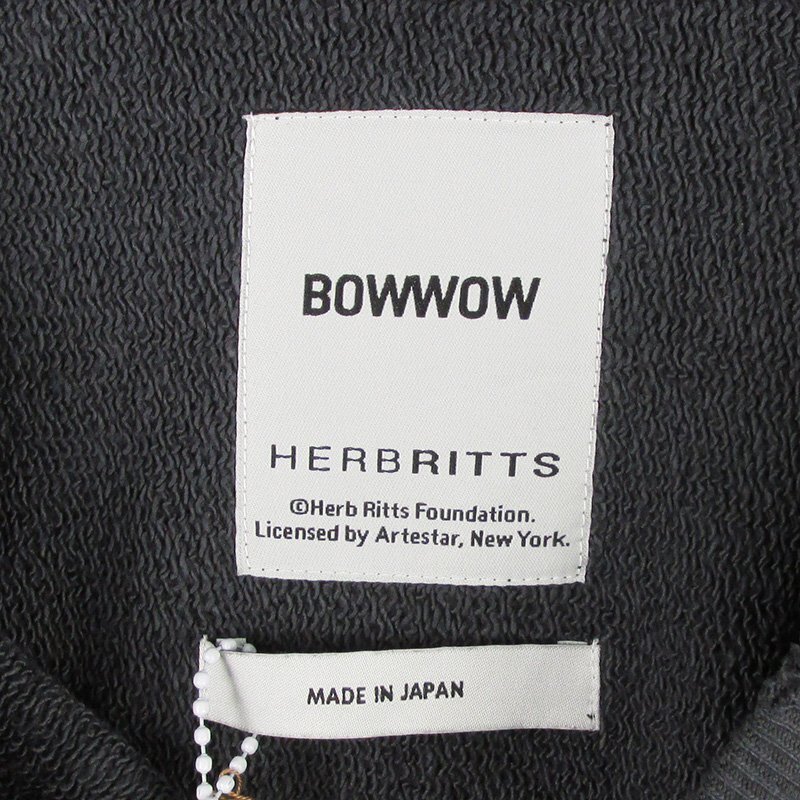 BOWWOW
HERBRITTS
©Herb Ritts Foundation.
Licensed by Artestar, New York.
MADE IN JAPAN